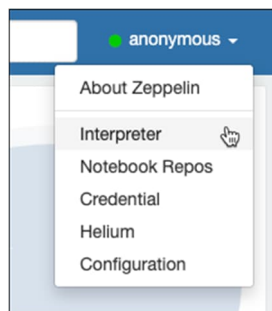 anonymous
About Zeppelin
Interpreter
Notebook Repos
Credential
Helium
Configuration